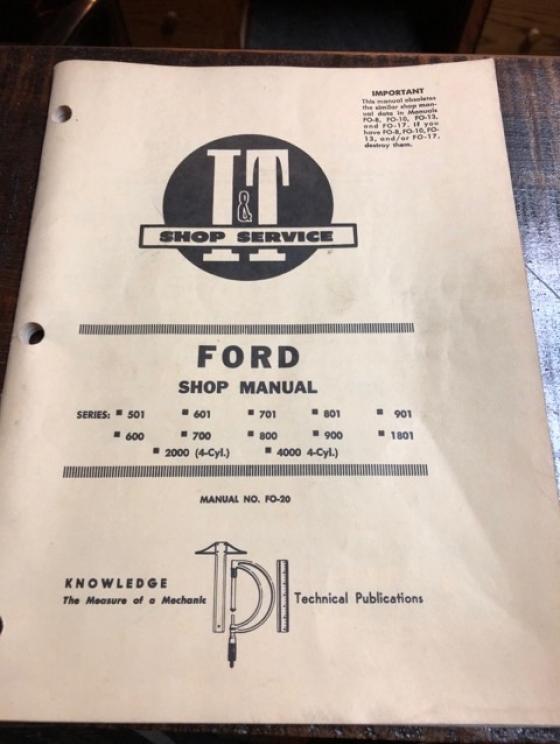 IMPORTANT
This manual obsoletes
the similar shop man-
ual data in Manuals
FO-8, FO-10, FO-13,
and FO-17. If you
have FO-8, FO-10, FO-
13, and/or FO-17,
destroy them.
I&T
SHOP SERVICE
FORD
SHOP MANUAL
SERIES: ■ 501 ■ 601 ■ 701 ■ 801 ■ 901
■ 600 ■ 700 ■ 800 ■ 900 ■ 1801
■ 2000 (4-Cyl.) ■ 4000 4-Cyl.)
MANUAL NO. FO-20
KNOWLEDGE
The Measure of a Mechanic
TPI
Technical Publications